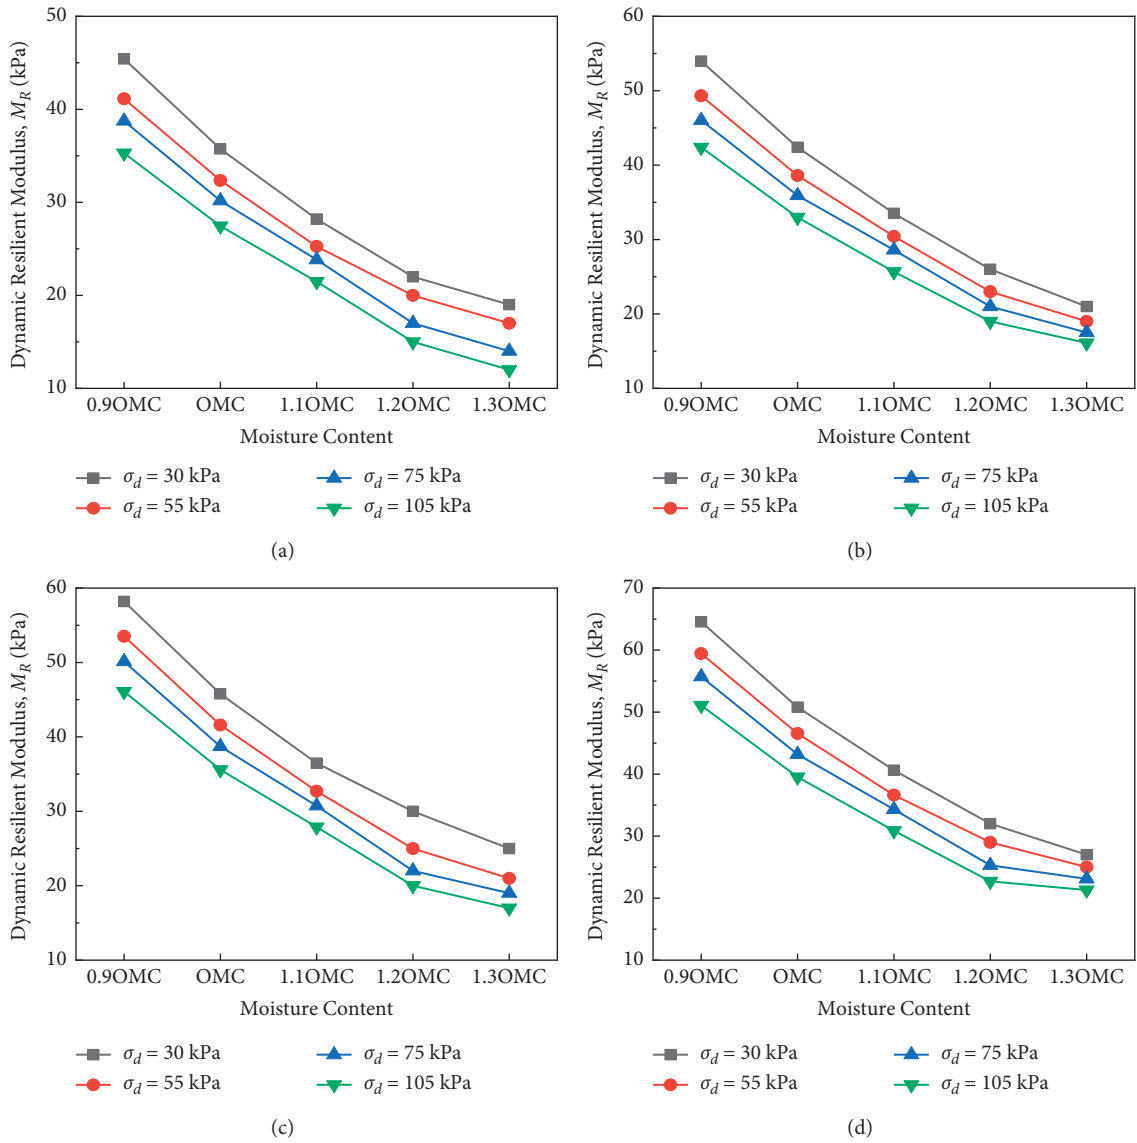 50
40
30
20
10
Dynamic Resilient Modulus, M_R (kPa)
0.9OMC OMC 1.1OMC 1.2OMC 1.3OMC
Moisture Content
σ_d = 30 kPa σ_d = 75 kPa
σ_d = 55 kPa σ_d = 105 kPa
(a)
60
50
40
30
20
10
Dynamic Resilient Modulus, M_R (kPa)
0.9OMC OMC 1.1OMC 1.2OMC 1.3OMC
Moisture Content
σ_d = 30 kPa σ_d = 75 kPa
σ_d = 55 kPa σ_d = 105 kPa
(b)
60
50
40
30
20
10
Dynamic Resilient Modulus, M_R (kPa)
0.9OMC OMC 1.1OMC 1.2OMC 1.3OMC
Moisture Content
σ_d = 30 kPa σ_d = 75 kPa
σ_d = 55 kPa σ_d = 105 kPa
(c)
70
60
50
40
30
20
10
Dynamic Resilient Modulus, M_R (kPa)
0.9OMC OMC 1.1OMC 1.2OMC 1.3OMC
Moisture Content
σ_d = 30 kPa σ_d = 75 kPa
σ_d = 55 kPa σ_d = 105 kPa
(d)